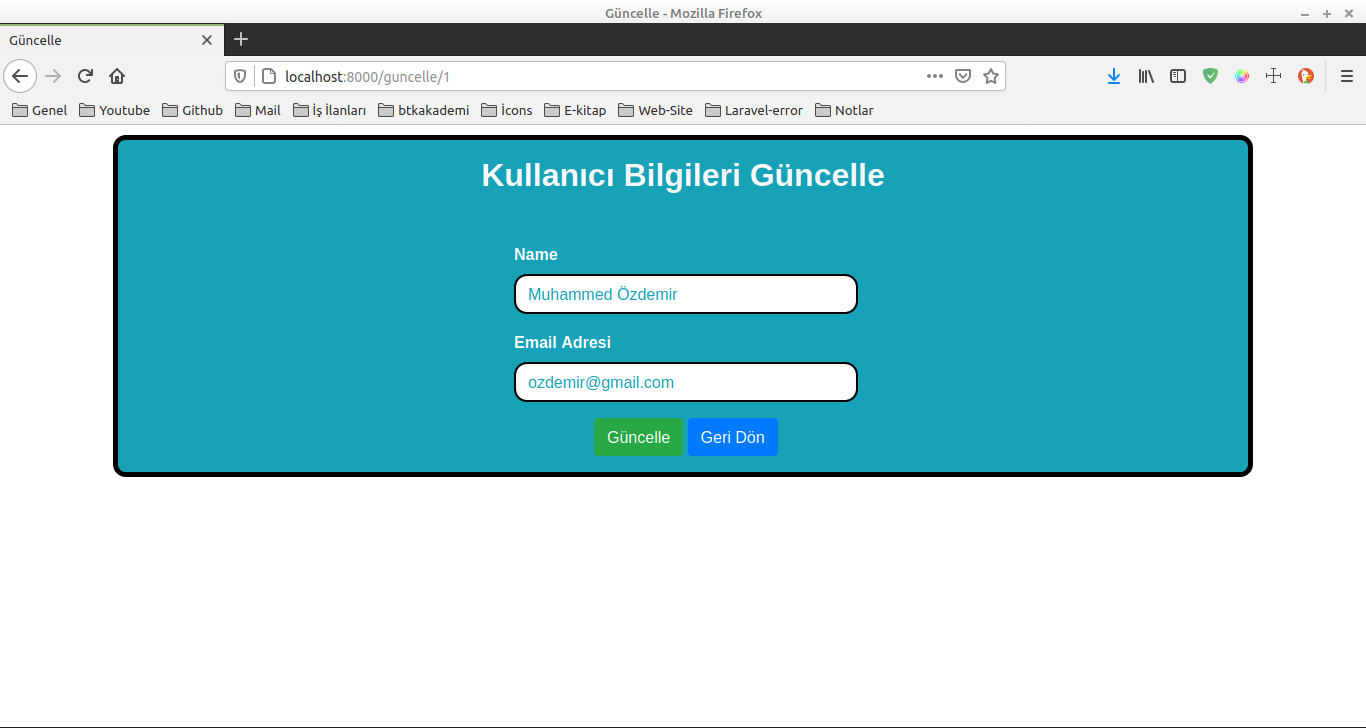 Güncelle - Mozilla Firefox
Güncelle
localhost:8000/guncelle/1
Genel Youtube Github Mail İş İlanları btkakademi İcons E-kitap Web-Site Laravel-error Notlar
Kullanıcı Bilgileri Güncelle
Name
Muhammed Özdemir
Email Adresi
ozdemir@gmail.com
Güncelle Geri Dön